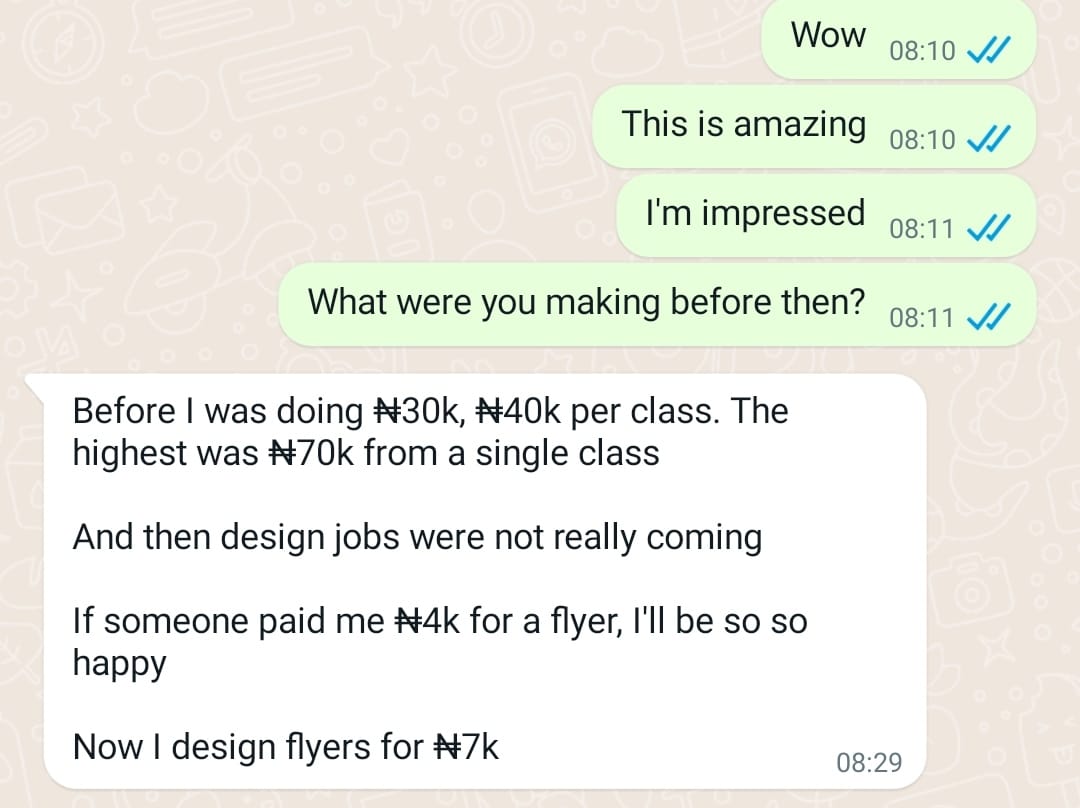 Wow 08:10
This is amazing 08:10
I'm impressed 08:11
What were you making before then? 08:11
Before I was doing ₦30k, ₦40k per class. The
highest was ₦70k from a single class
And then design jobs were not really coming
If someone paid me ₦4k for a flyer, I'll be so so
happy
Now I design flyers for ₦7k
08:29